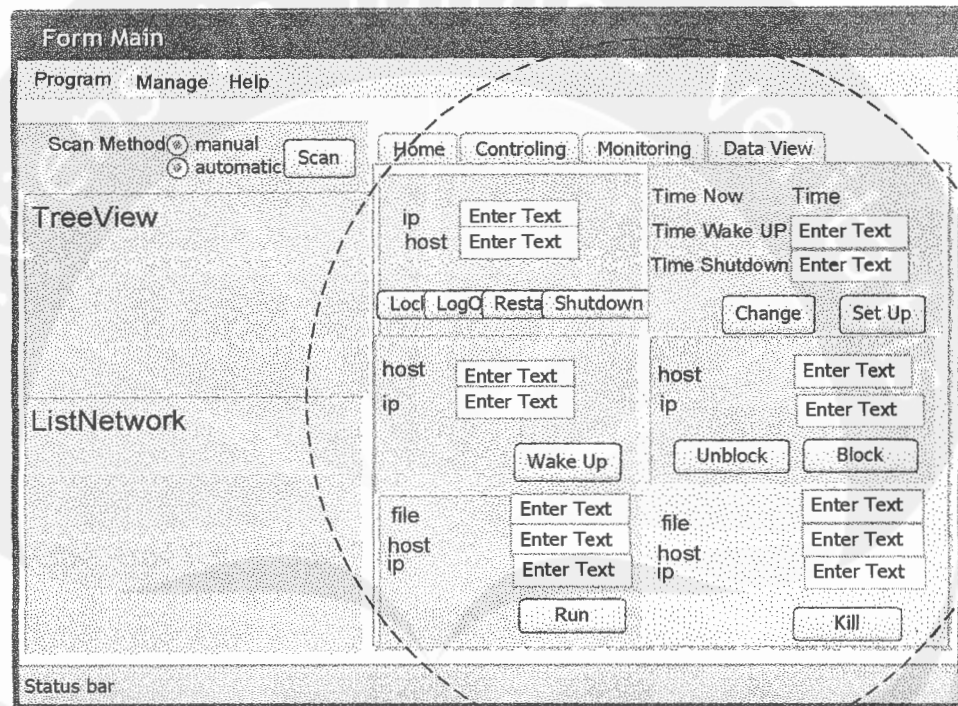 Form Main
Program Manage Help
Scan Method manual
automatic
Scan
TreeView
ListNetwork
Home Controling Monitoring Data View
ip Enter Text
host Enter Text
Locl LogO Resta Shutdown
Time Now Time
Time Wake UP Enter Text
Time Shutdown Enter Text
Change Set Up
host Enter Text
ip Enter Text
Wake Up
host Enter Text
ip Enter Text
Unblock Block
file Enter Text
host Enter Text
ip Enter Text
Run
file Enter Text
host Enter Text
ip Enter Text
Kill
Status bar